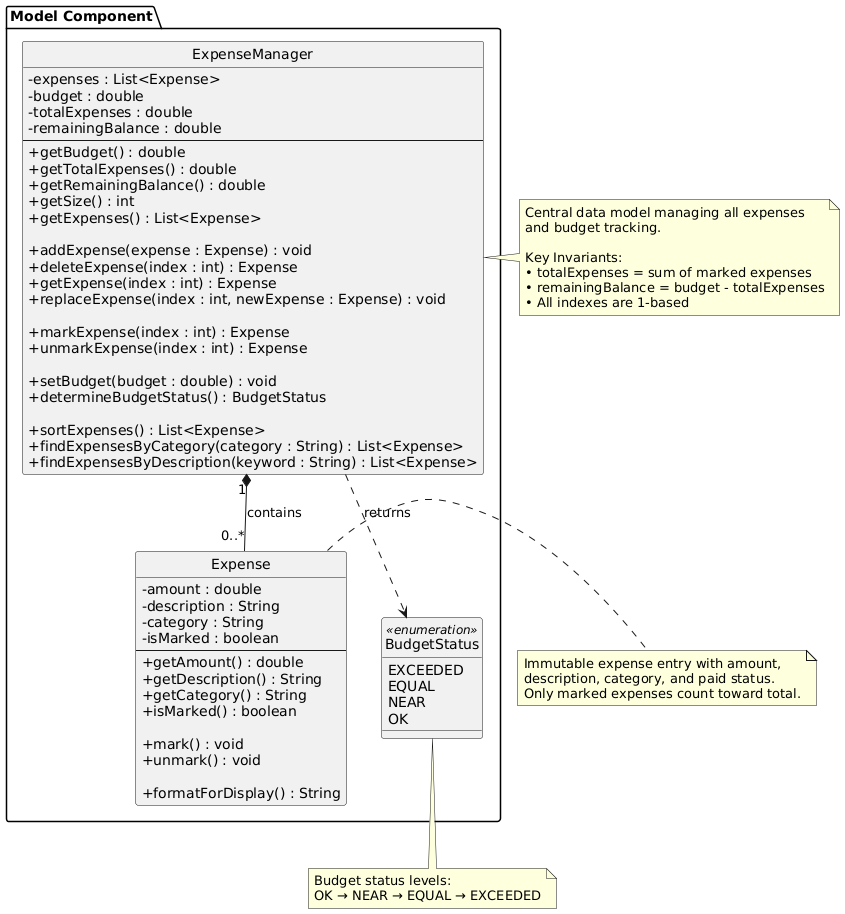 Model Component
ExpenseManager
-expenses : List<Expense>
-budget : double
-totalExpenses : double
-remainingBalance : double
+getBudget() : double
+getTotalExpenses() : double
+getRemainingBalance() : double
+getSize() : int
+getExpenses() : List<Expense>
+addExpense(expense : Expense) : void
+deleteExpense(index : int) : Expense
+getExpense(index : int) : Expense
+replaceExpense(index : int, newExpense : Expense) : void
+markExpense(index : int) : Expense
+unmarkExpense(index : int) : Expense
+setBudget(budget : double) : void
+determineBudgetStatus() : BudgetStatus
+sortExpenses() : List<Expense>
+findExpensesByCategory(category : String) : List<Expense>
+findExpensesByDescription(keyword : String) : List<Expense>
Central data model managing all expenses
and budget tracking.
Key Invariants:
• totalExpenses = sum of marked expenses
• remainingBalance = budget - totalExpenses
• All indexes are 1-based
1
contains
returns
0..*
Expense
-amount : double
-description : String
-category : String
-isMarked : boolean
+getAmount() : double
+getDescription() : String
+getCategory() : String
+isMarked() : boolean
+mark() : void
+unmark() : void
+formatForDisplay() : String
«enumeration»
BudgetStatus
EXCEEDED
EQUAL
NEAR
OK
Immutable expense entry with amount,
description, category, and paid status.
Only marked expenses count toward total.
Budget status levels:
OK → NEAR → EQUAL → EXCEEDED